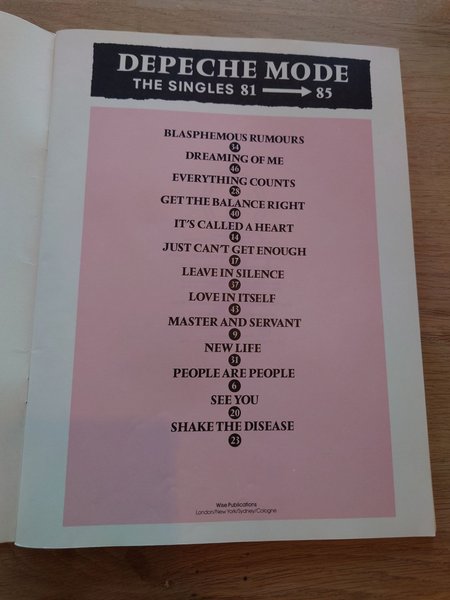 DEPECHE MODE
THE SINGLES 81 → 85
BLASPHEMOUS RUMOURS
34
DREAMING OF ME
46
EVERYTHING COUNTS
28
GET THE BALANCE RIGHT
40
IT'S CALLED A HEART
14
JUST CAN'T GET ENOUGH
17
LEAVE IN SILENCE
37
LOVE IN ITSELF
43
MASTER AND SERVANT
9
NEW LIFE
31
PEOPLE ARE PEOPLE
6
SEE YOU
20
SHAKE THE DISEASE
23
Wise Publications
London/New York/Sydney/Cologne